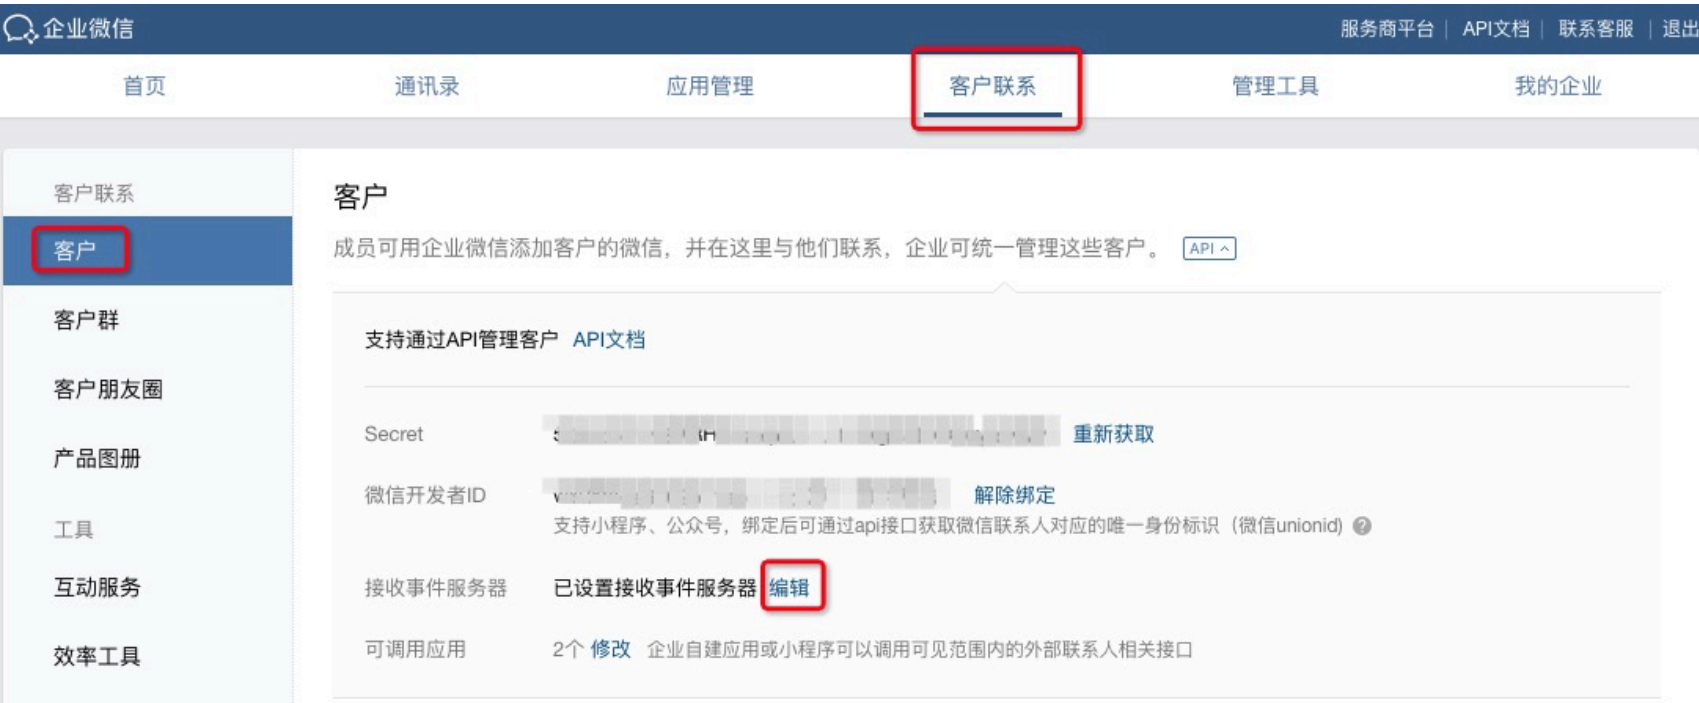 企业微信
服务商平台 | API文档 | 联系客服 | 退出
首页 通讯录 应用管理 客户联系 管理工具 我的企业
客户联系
客户
客户群
客户朋友圈
产品图册
工具
互动服务
效率工具
客户
成员可用企业微信添加客户的微信，并在这里与他们联系，企业可统一管理这些客户。 API
支持通过API管理客户 API文档
Secret 重新获取
微信开发者ID 解除绑定
支持小程序、公众号，绑定后可通过api接口获取微信联系人对应的唯一身份标识（微信unionid) ?
接收事件服务器 已设置接收事件服务器 编辑
可调用应用 2个 修改 企业自建应用或小程序可以调用可见范围内的外部联系人相关接口